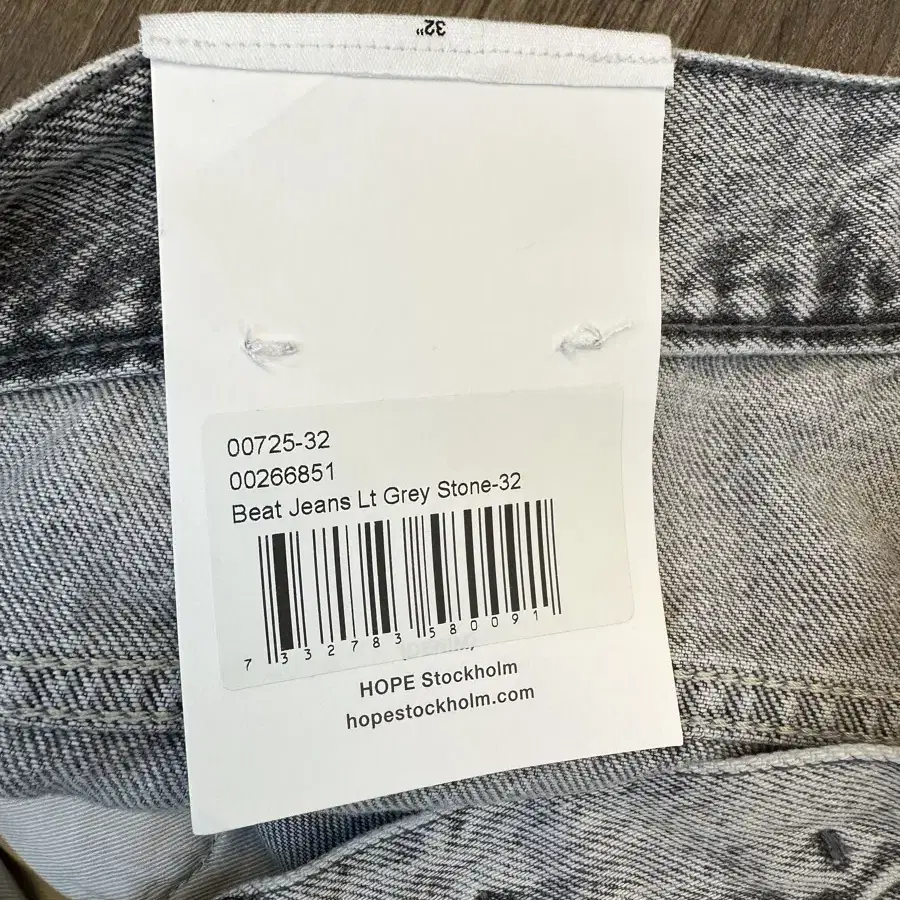 32"
00725-32
00266851
Beat Jeans Lt Grey Stone-32
7 332783 580091
HOPE Stockholm
hopestockholm.com